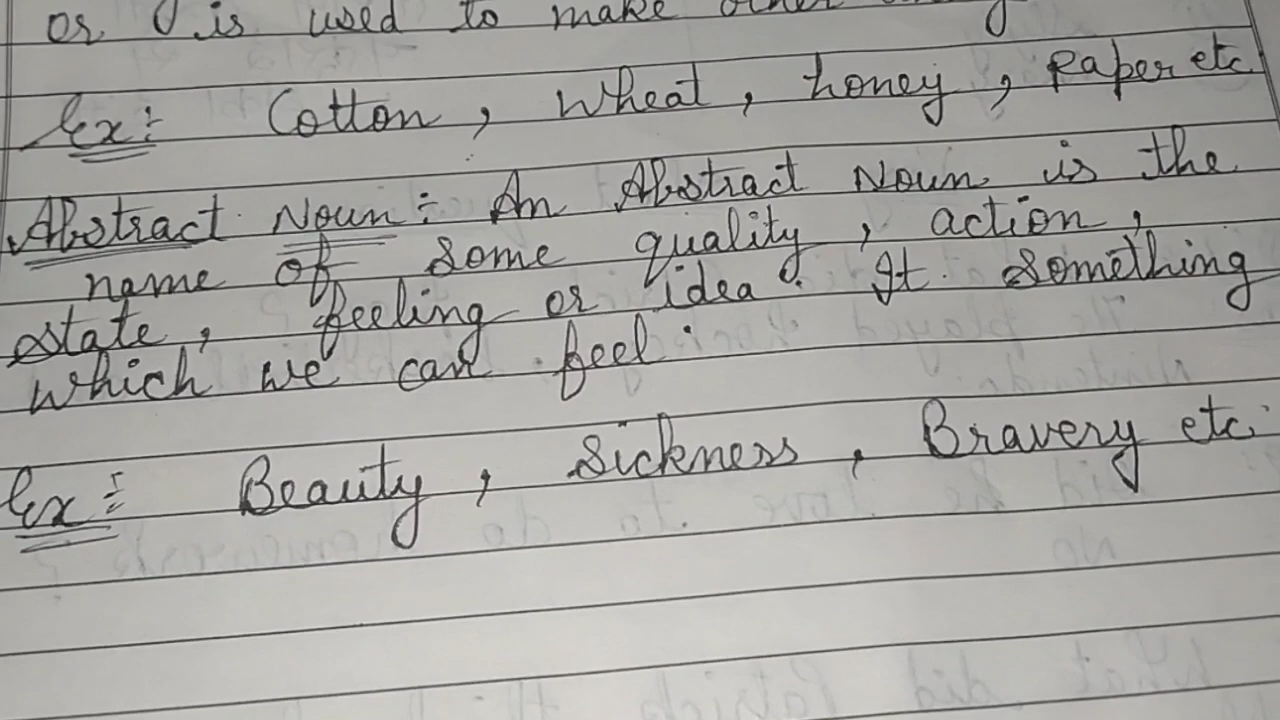 or is used to make other
Ex:- Cotton, Wheat, honey, Paper etc.
Abstract Noun:- An Abstract Noun is the
name of some quality, action,
state, feeling or idea. It something
which we can feel.
Ex:- Beauty, Sickness, Bravery etc.